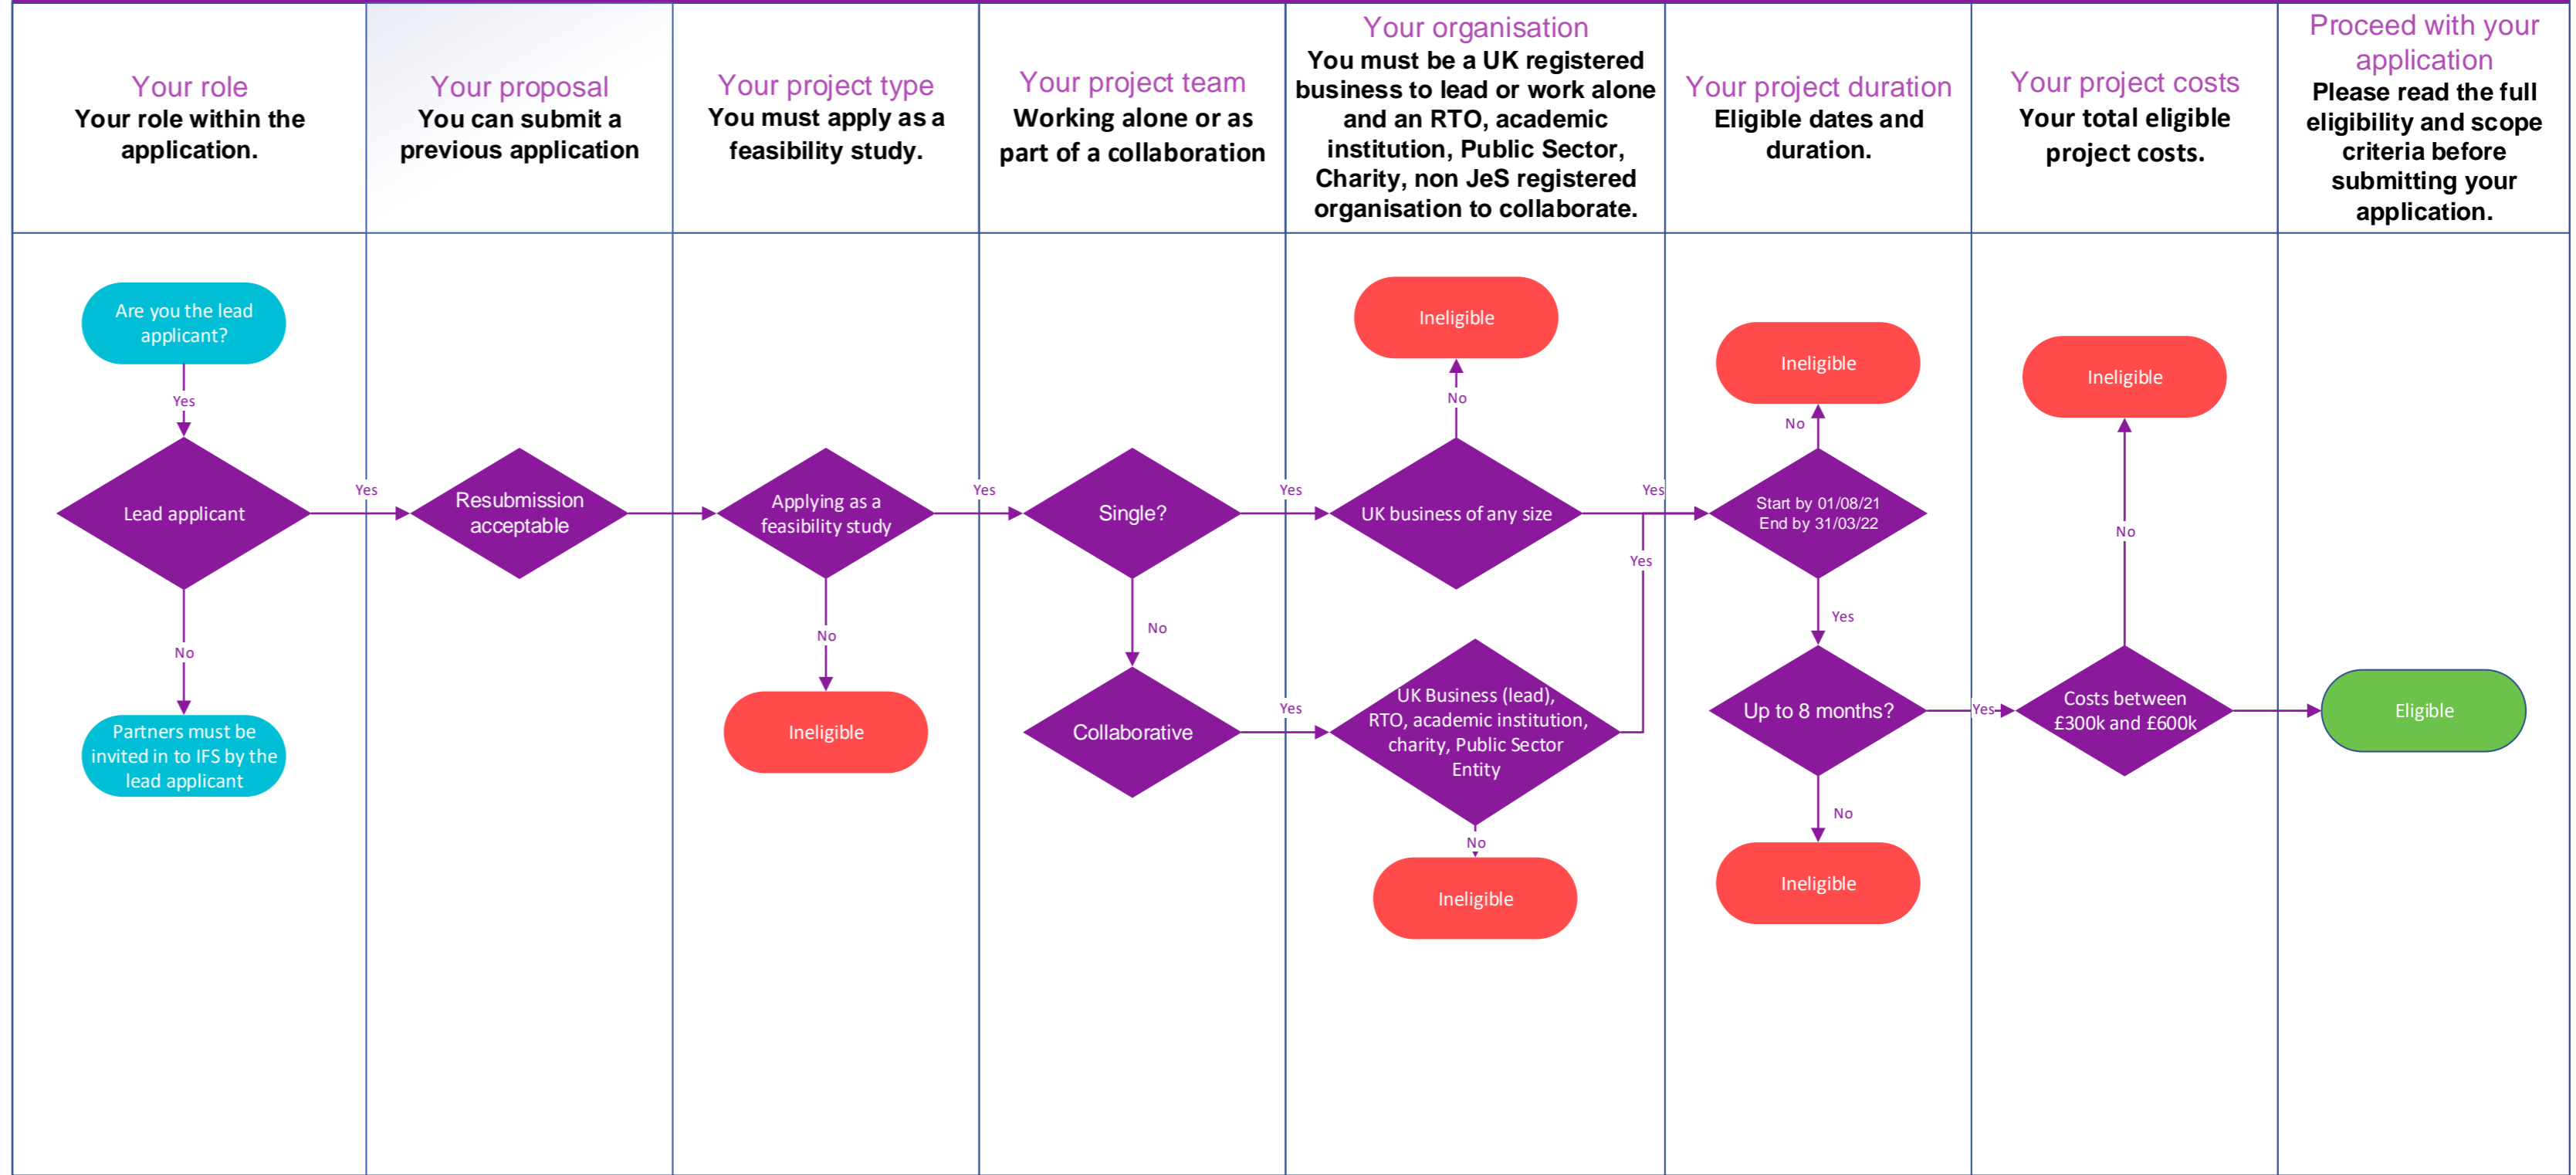 Your role
Your role within the
application.
Your proposal
You can submit a
previous application
Your project type
You must apply as a
feasibility study.
Your project team
Working alone or as
part of a collaboration
Your organisation
You must be a UK registered
business to lead or work alone
and an RTO, academic
institution, Public Sector,
Charity, non JeS registered
organisation to collaborate.
Your project duration
Eligible dates and
duration.
Your project costs
Your total eligible
project costs.
Proceed with your
application
Please read the full
eligibility and scope
criteria before
submitting your
application.
Are you the lead
applicant?
Yes
Lead applicant
Yes
No
Partners must be
invited in to IFS by the
lead applicant
Resubmission
acceptable
Applying as a
feasibility study
Yes
No
Ineligible
Single?
Yes
No
Collaborative
Yes
Ineligible
No
UK business of any size
Yes
UK Business (lead),
RTO, academic institution,
charity, Public Sector
Entity
Yes
No
Ineligible
Ineligible
No
Start by 01/08/21
End by 31/03/22
Yes
Up to 8 months?
Yes
No
Ineligible
Ineligible
No
Costs between
£300k and £600k
Eligible